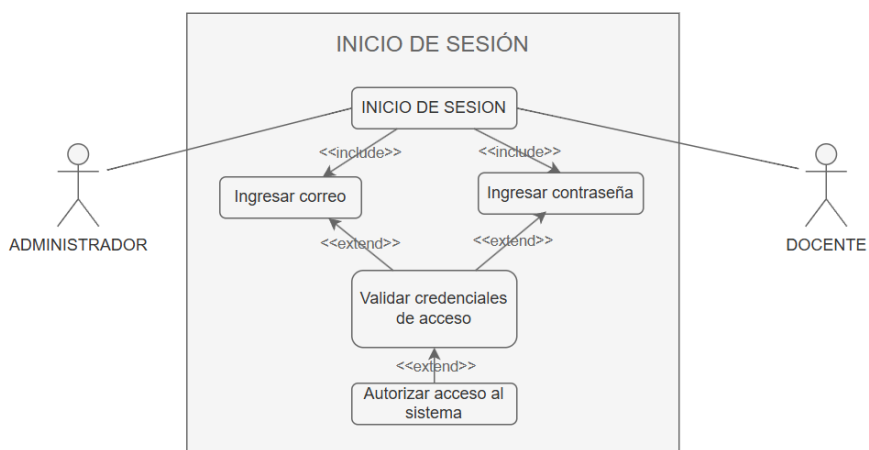 INICIO DE SESIÓN
INICIO DE SESION
<<include>>
<<include>>
Ingresar correo
Ingresar contraseña
ADMINISTRADOR
DOCENTE
<<extend>>
<<extend>>
Validar credenciales
de acceso
<<extend>>
Autorizar acceso al
sistema